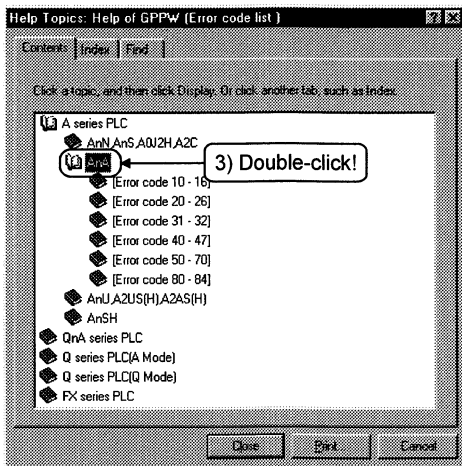 Help Topics: Help of GPPW (Error code list )
Contents Index Find
Click a topic, and then click Display. Or click another tab, such as Index.
A series PLC
AnN,AnS,A0J2H,A2C
AnA
3) Double-click!
[Error code 10 - 16]
[Error code 20 - 26]
[Error code 31 - 32]
[Error code 40 - 47]
[Error code 50 - 70]
[Error code 80 - 84]
AnU,A2US(H),A2AS(H)
AnSH
QnA series PLC
Q series PLC(A Mode)
Q series PLC(Q Mode)
FX series PLC
Close Print... Cancel